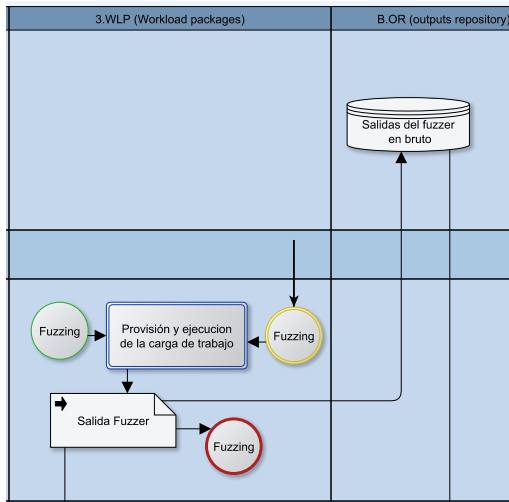 3.WLP (Workload packages)
B.OR (outputs repository)
Salidas del fuzzer
en bruto
Fuzzing
Provisión y ejecucion
de la carga de trabajo
Fuzzing
Salida Fuzzer
Fuzzing